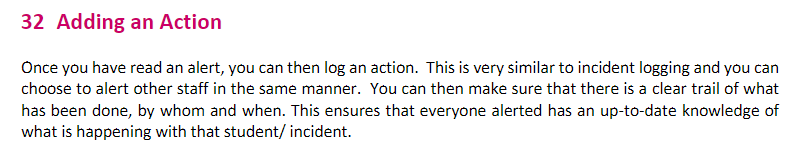 32 Adding an Action
Once you have read an alert, you can then log an action. This is very similar to incident logging and you can
choose to alert other staff in the same manner. You can then make sure that there is a clear trail of what
has been done, by whom and when. This ensures that everyone alerted has an up-to-date knowledge of
what is happening with that student/ incident.